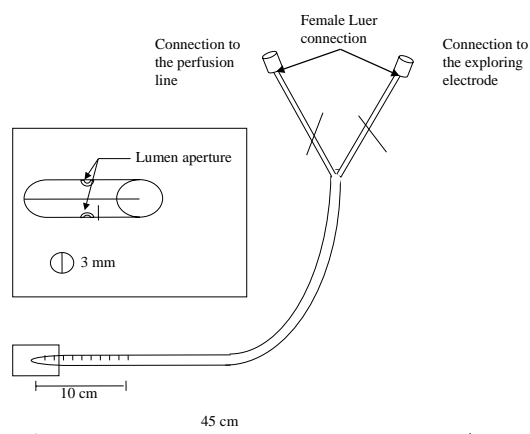 Female Luer
connection
Connection to
the perfusion
line
Connection to
the exploring
electrode
Lumen aperture
3 mm
10 cm
45 cm